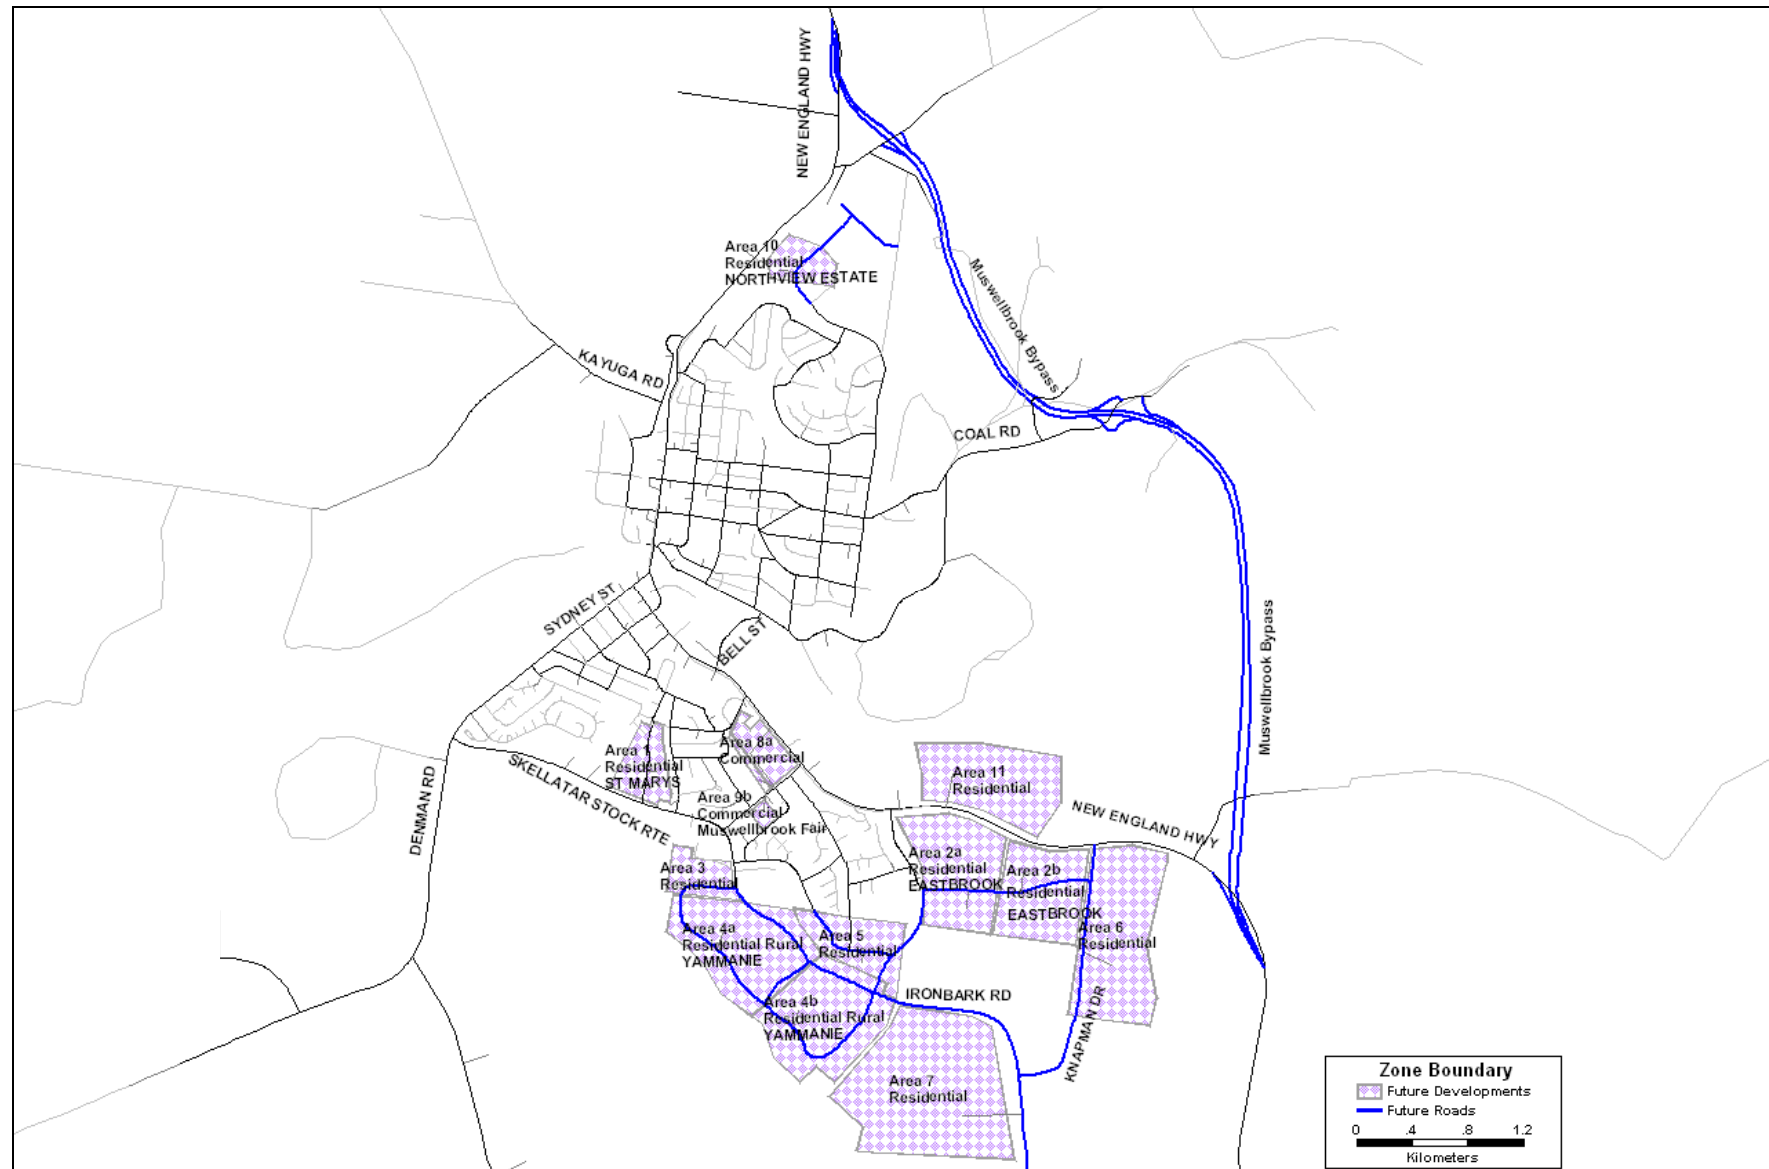 NEW ENGLAND HWY
Area 10
Residential
NORTHVIEW ESTATE
Muswellbrook Bypass
KAYUGA RD
COAL RD
SYDNEY ST
BELL ST
Muswellbrook Bypass
Area 1
Residential
ST MARYS
Area 8a
Commercial
Area 11
Residential
SKELLATAR STOCK RTE
DENMAN RD
Area 9b
Commercial
Muswellbrook Fair
NEW ENGLAND HWY
Area 3
Residential
Area 2a
Residential
EASTBROOK
Area 2b
Residential
EASTBROOK
Area 4a
Residential Rural
YAMMANIE
Area 5
Residential
Area 6
Residential
Area 4b
Residential Rural
YAMMANIE
IRONBARK RD
KNAPMAN DR
Area 7
Residential
Zone Boundary
Future Developments
Future Roads
0 .4 .8 1.2
Kilometers